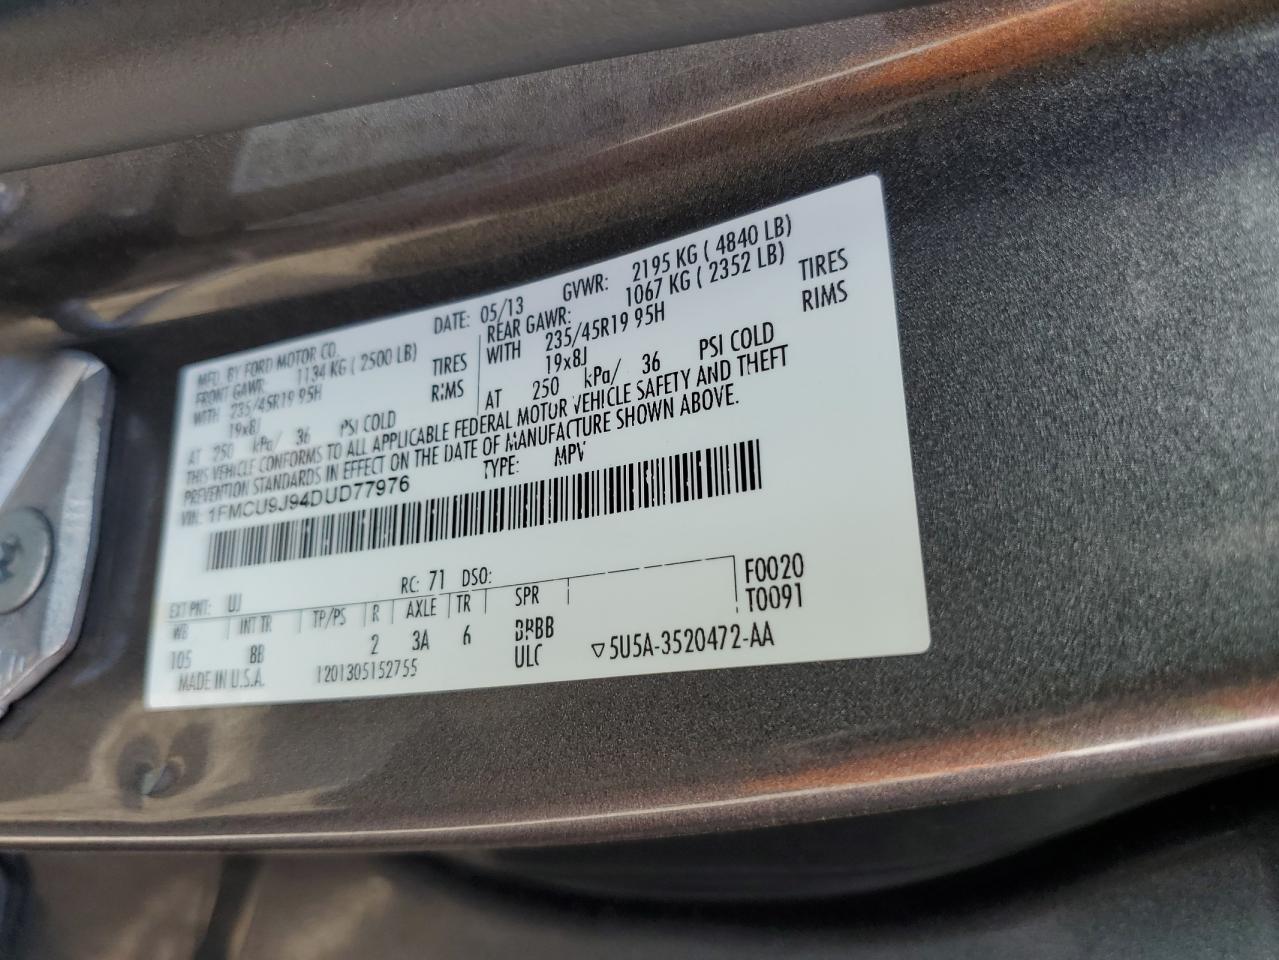 MFD. BY FORD MOTOR CO.
DATE: 05/13 GVWR: 2195 KG ( 4840 LB)
FRONT GAWR: 1134 KG ( 2500 LB) REAR GAWR: 1067 KG ( 2352 LB)
WITH 235/45R19 95H TIRES WITH 235/45R19 95H TIRES
19x8J RIMS 19x8J RIMS
AT 250 kPa/ 36 PSI COLD AT 250 kPa/ 36 PSI COLD
THIS VEHICLE CONFORMS TO ALL APPLICABLE FEDERAL MOTOR VEHICLE SAFETY AND THEFT
PREVENTION STANDARDS IN EFFECT ON THE DATE OF MANUFACTURE SHOWN ABOVE.
VIN: 1FMCU9J94DUD77976 TYPE: MPV
EXT PNT: UJ RC: 71 DSO:
WB INT TR TP/PS R AXLE TR SPR F0020
105 8B 2 3A 6 BPBB T0091
MADE IN U.S.A. 1201305152755 ULC ▽5U5A-3520472-AA